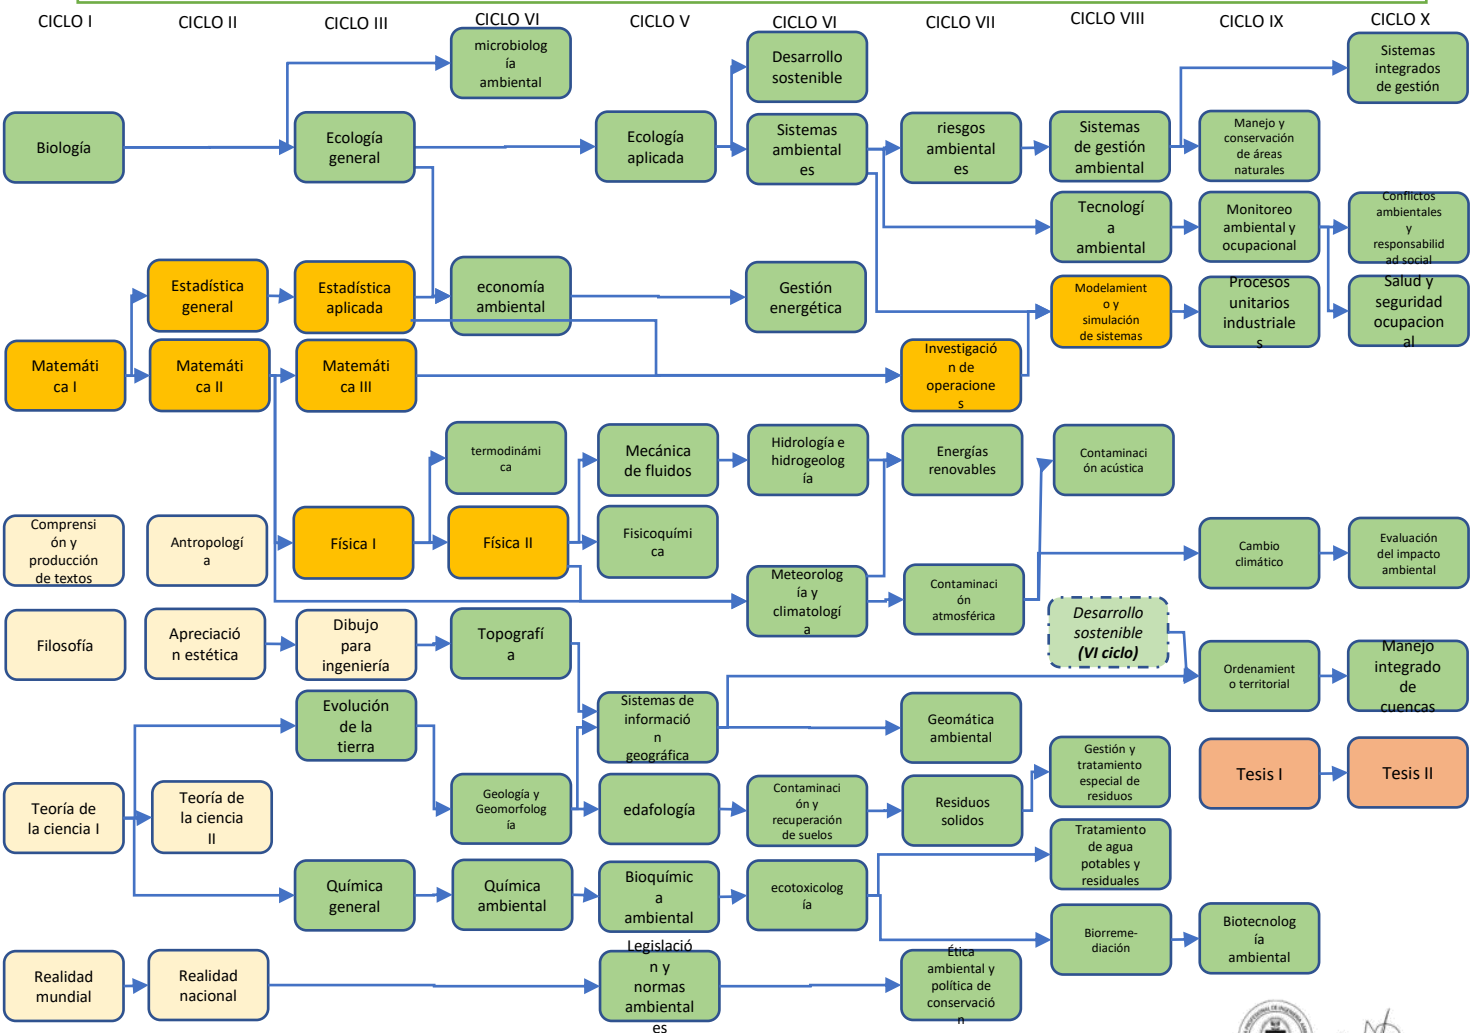 CICLO I
CICLO II
CICLO III
CICLO VI
CICLO V
CICLO VI
CICLO VII
CICLO VIII
CICLO IX
CICLO X
microbiolog
ía
ambiental
Desarrollo
sostenible
Sistemas
integrados
de gestión
Biología
Ecología
general
Ecología
aplicada
Sistemas
ambiental
es
riesgos
ambiental
es
Sistemas
de gestión
ambiental
Manejo y
conservación
de áreas
naturales
Tecnologí
a
ambiental
Monitoreo
ambiental y
ocupacional
Conflictos
ambientales
y
responsabilid
ad social
Estadística
general
Estadística
aplicada
economía
ambiental
Gestión
energética
Modelamient
o y
simulación
de sistemas
Procesos
unitarios
industriale
s
Salud y
seguridad
ocupacion
al
Matemáti
ca I
Matemáti
ca II
Matemáti
ca III
Investigació
n de
operacione
s
termodinámi
ca
Mecánica
de fluidos
Hidrología e
hidrogeolog
ía
Energías
renovables
Contaminaci
ón acústica
Comprensi
ón y
producción
de textos
Antropologí
a
Física I
Física II
Fisicoquími
ca
Cambio
climático
Evaluación
del impacto
ambiental
Meteorolog
ía y
climatologí
a
Contaminaci
ón
atmosférica
Filosofía
Apreciació
n estética
Dibujo
para
ingeniería
Topografí
a
Desarrollo
sostenible
(VI ciclo)
Ordenamient
o territorial
Manejo
integrado
de
cuencas
Evolución
de la
tierra
Sistemas de
informació
n
geográfica
Geomática
ambiental
Gestión y
tratamiento
especial de
residuos
Tesis I
Tesis II
Teoría de
la ciencia I
Teoría de
la ciencia
II
Geología y
Geomorfolog
ía
edafología
Contaminaci
ón y
recuperación
de suelos
Residuos
solidos
Tratamiento
de agua
potables y
residuales
Química
general
Química
ambiental
Bioquímic
a
ambiental
ecotoxicolog
ía
Biorreme-
diación
Biotecnolog
ía
ambiental
Realidad
mundial
Realidad
nacional
Legislació
n y
normas
ambiental
es
Ética
ambiental y
política de
conservació
n